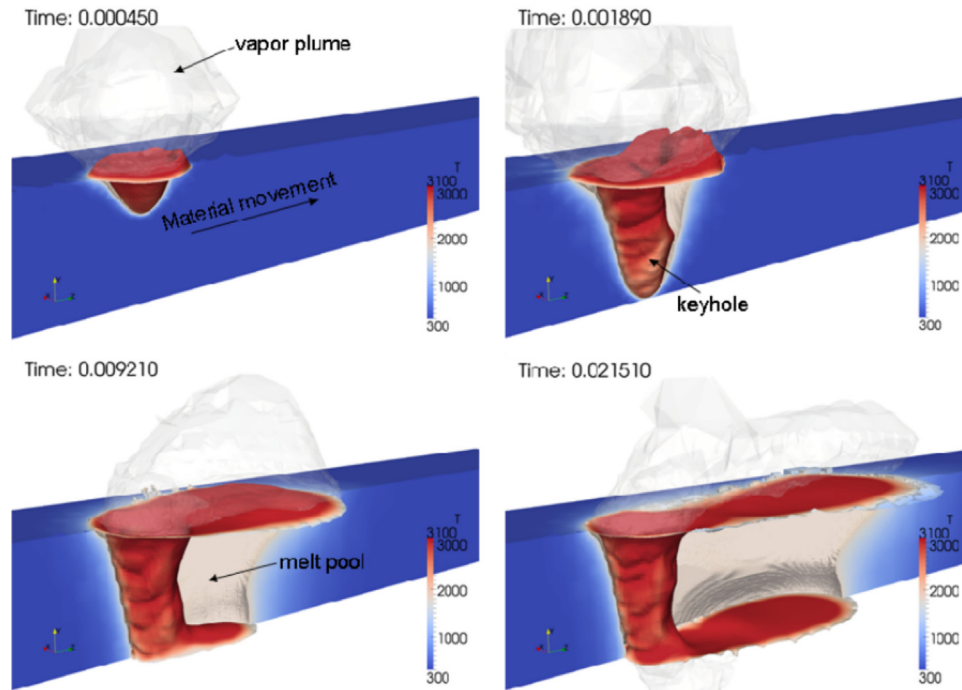 Time: 0.000450
vapor plume
Material movement
T
3100
3000
2000
1000
300
Y
X
Z
Time: 0.001890
keyhole
T
3100
3000
2000
1000
300
Y
X
Z
Time: 0.009210
melt pool
T
3100
3000
2000
1000
300
Y
X
Z
Time: 0.021510
T
3100
3000
2000
1000
300
Y
X
Z